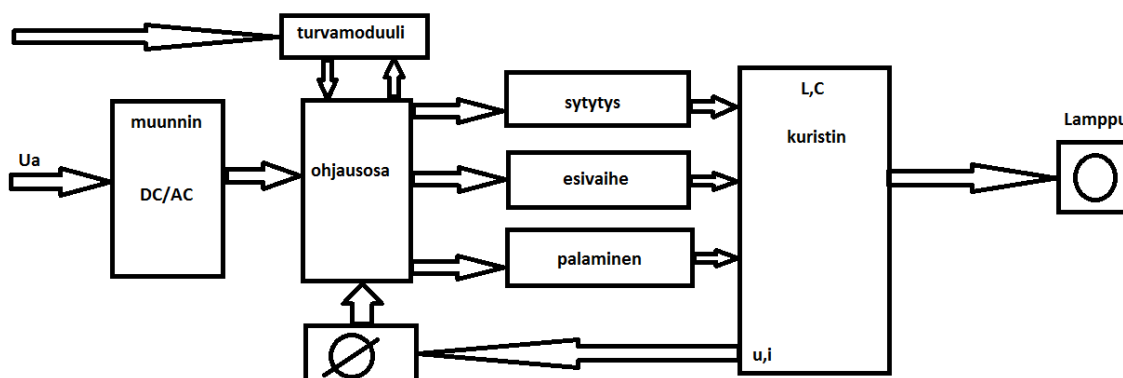 turvamoduuli
muunnin
DC/AC
Ua
ohjausosa
sytytys
esivaihe
palaminen
L,C
kuristin
u,i
Lamppu